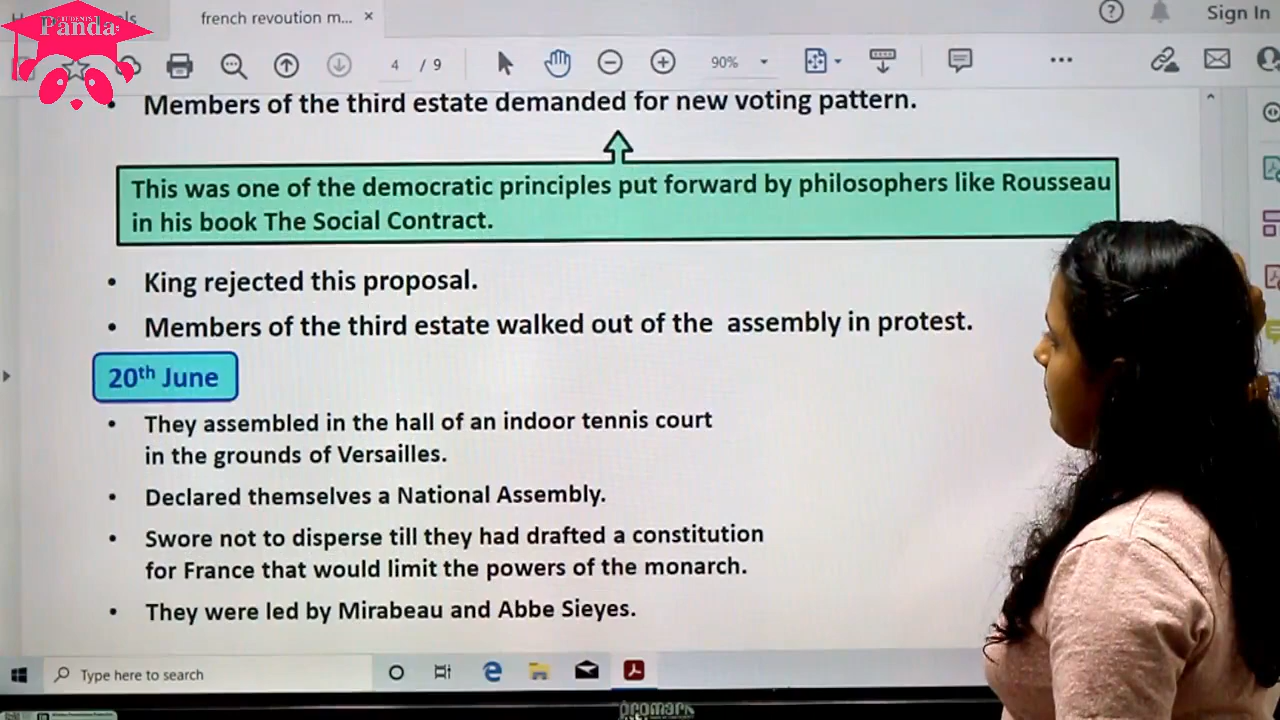 STUDENTS
Panda
french revoution m... ×
Sign In
4 / 9
90%
• Members of the third estate demanded for new voting pattern.
This was one of the democratic principles put forward by philosophers like Rousseau
in his book The Social Contract.
• King rejected this proposal.
• Members of the third estate walked out of the assembly in protest.
20th June
• They assembled in the hall of an indoor tennis court
in the grounds of Versailles.
• Declared themselves a National Assembly.
• Swore not to disperse till they had drafted a constitution
for France that would limit the powers of the monarch.
• They were led by Mirabeau and Abbe Sieyes.
Type here to search
promark